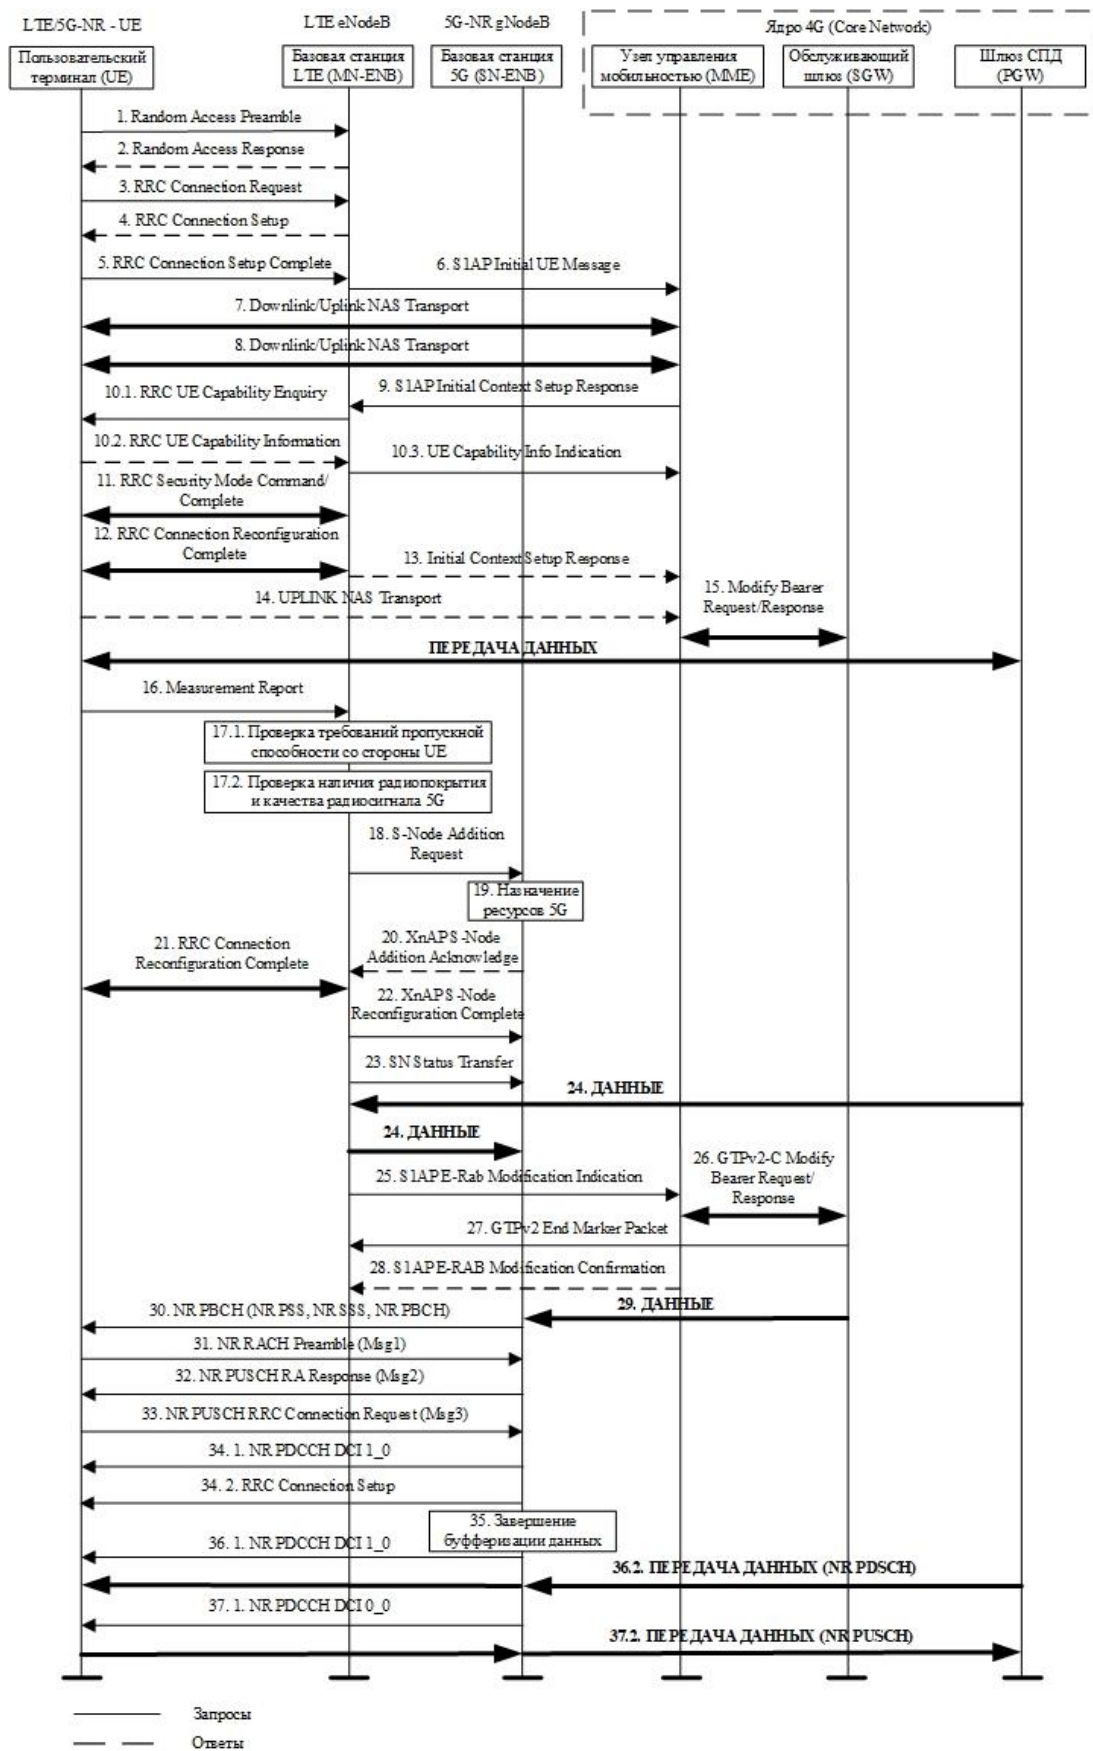 LTE/5G-NR - UE
LTE eNodeB
5G-NR gNodeB
Ядро 4G (Core Network)
Пользовательский
терминал (UE)
Базовая станция
LTE (MN-ENB)
Базовая станция
5G (SN-ENB)
Узел управления
мобильностью (MME)
Обслуживающий
шлюз (SGW)
Шлюз СПД
(PGW)
1. Random Access Preamble
2. Random Access Response
3. RRC Connection Request
4. RRC Connection Setup
5. RRC Connection Setup Complete
6. S1AP Initial UE Message
7. Downlink/Uplink NAS Transport
8. Downlink/Uplink NAS Transport
9. S1AP Initial Context Setup Response
10.1. RRC UE Capability Enquiry
10.2. RRC UE Capability Information
10.3. UE Capability Info Indication
11. RRC Security Mode Command/
Complete
12. RRC Connection Reconfiguration
Complete
13. Initial Context Setup Response
14. UPLINK NAS Transport
15. Modify Bearer
Request/Response
ПЕРЕДАЧА ДАННЫХ
16. Measurement Report
17.1. Проверка требований пропускной
способности со стороны UE
17.2. Проверка наличия радиопокрытия
и качества радиосигнала 5G
18. S-Node Addition
Request
19. Назначение
ресурсов 5G
20. XnAPS-Node
Addition Acknowledge
21. RRC Connection
Reconfiguration Complete
22. XnAPS-Node
Reconfiguration Complete
23. SN Status Transfer
24. ДАННЫЕ
24. ДАННЫЕ
25. S1AP E-Rab Modification Indication
26. GTPv2-C Modify
Bearer Request/
Response
27. GTPv2 End Marker Packet
28. S1AP E-RAB Modification Confirmation
29. ДАННЫЕ
30. NR PBCH (NR PSS, NR SSS, NR PBCH)
31. NR RACH Preamble (Msg1)
32. NR PUSCH RA Response (Msg2)
33. NR PUSCH RRC Connection Request (Msg3)
34. 1. NR PDCCH DCI 1_0
34. 2. RRC Connection Setup
35. Завершение
буфферизации данных
36. 1. NR PDCCH DCI 1_0
36.2. ПЕРЕДАЧА ДАННЫХ (NR PDSCH)
37. 1. NR PDCCH DCI 0_0
37.2. ПЕРЕДАЧА ДАННЫХ (NR PUSCH)
Запросы
Ответы